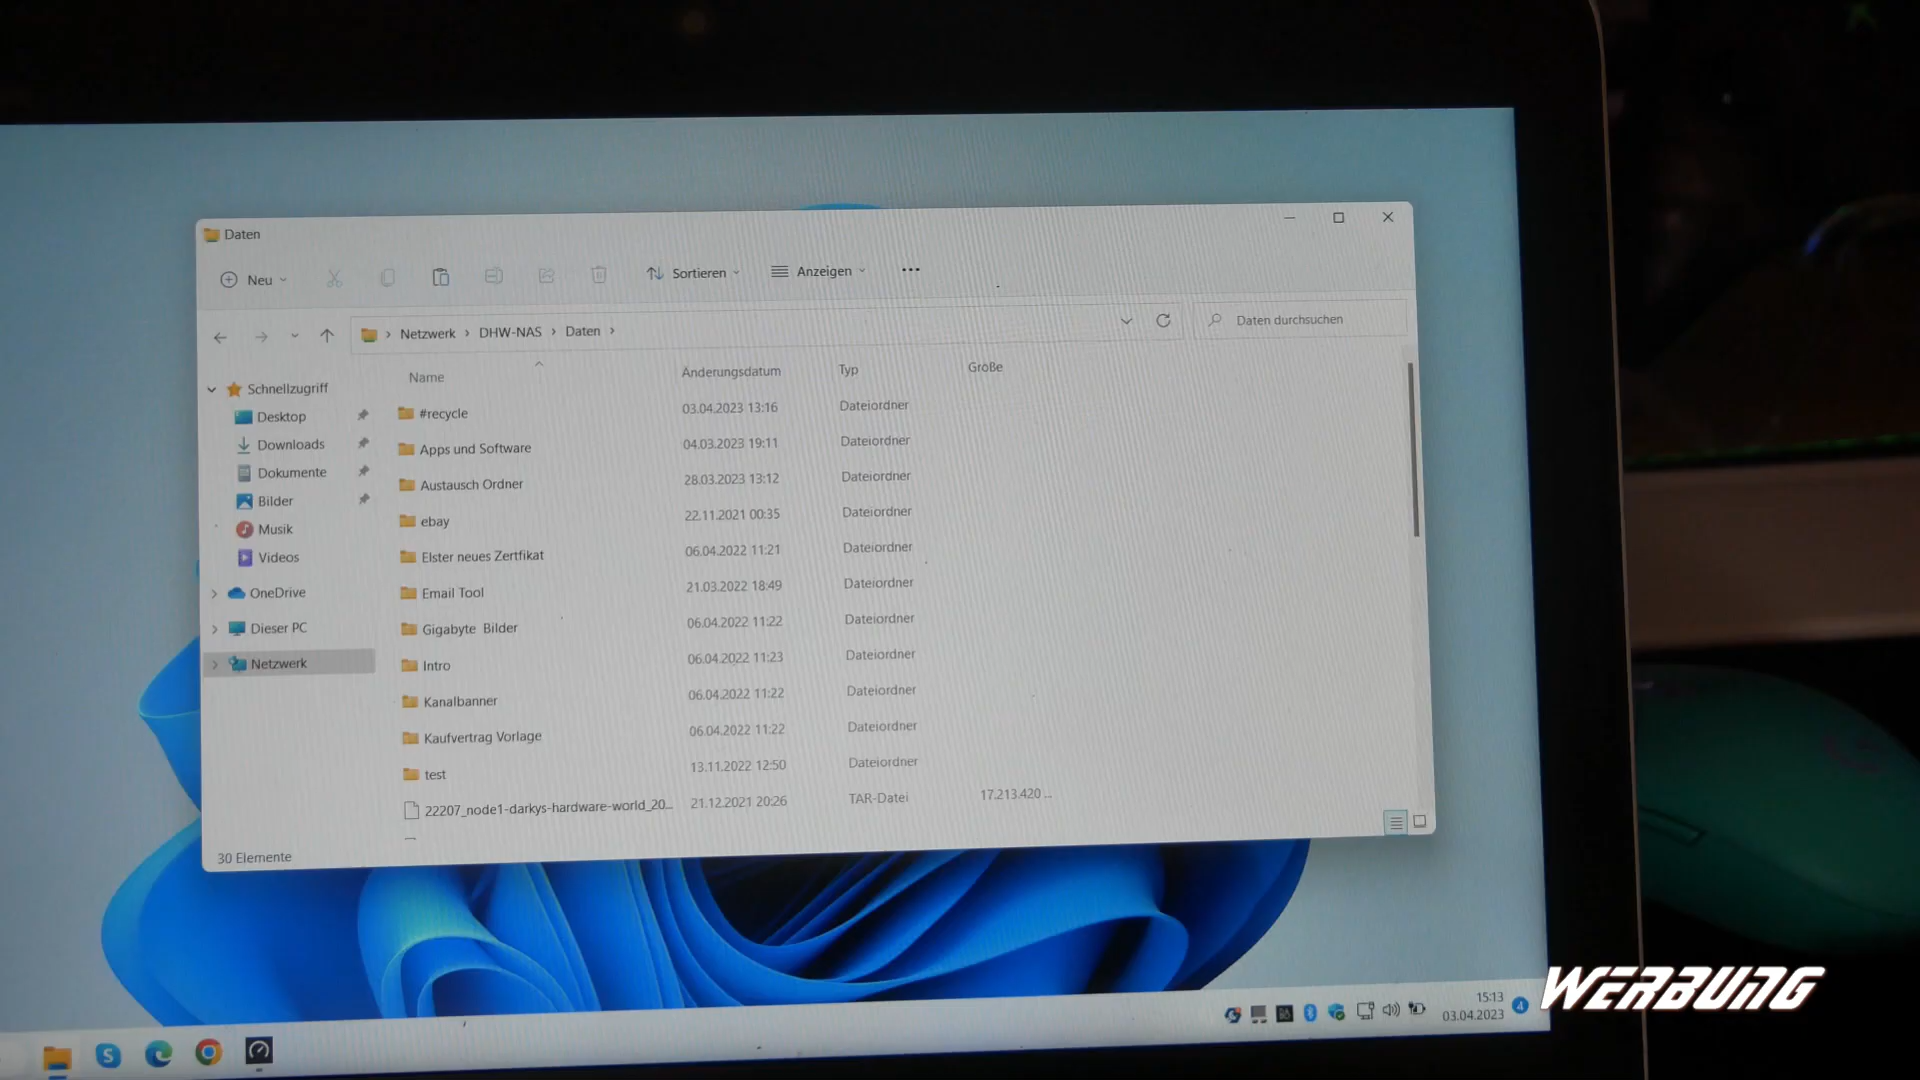 Daten
Neu
Sortieren
Anzeigen
Netzwerk > DHW-NAS > Daten >
Daten durchsuchen
Name Änderungsdatum Typ Größe
Schnellzugriff
Desktop
Downloads
Dokumente
Bilder
Musik
Videos
OneDrive
Dieser PC
Netzwerk
#recycle 03.04.2023 13:16 Dateiordner
Apps und Software 04.03.2023 19:11 Dateiordner
Austausch Ordner 28.03.2023 13:12 Dateiordner
ebay 22.11.2021 00:35 Dateiordner
Elster neues Zertfikat 06.04.2022 11:21 Dateiordner
Email Tool 21.03.2022 18:49 Dateiordner
Gigabyte Bilder 06.04.2022 11:22 Dateiordner
Intro 06.04.2022 11:23 Dateiordner
Kanalbanner 06.04.2022 11:22 Dateiordner
Kaufvertrag Vorlage 06.04.2022 11:22 Dateiordner
test 13.11.2022 12:50 Dateiordner
22207_node1-darkys-hardware-world_20... 21.12.2021 20:26 TAR-Datei 17.213.420 ...
30 Elemente
15:13
03.04.2023
4
WERBUNG